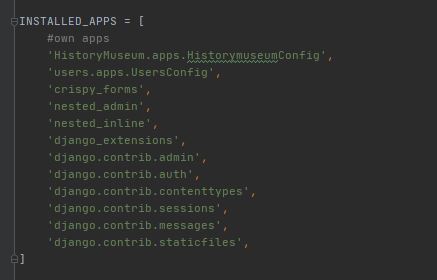 INSTALLED_APPS = [
#own apps
'HistoryMuseum.apps.HistorymuseumConfig',
'users.apps.UsersConfig',
'crispy_forms',
'nested_admin',
'nested_inline',
'django_extensions',
'django.contrib.admin',
'django.contrib.auth',
'django.contrib.contenttypes',
'django.contrib.sessions',
'django.contrib.messages',
'django.contrib.staticfiles',
]